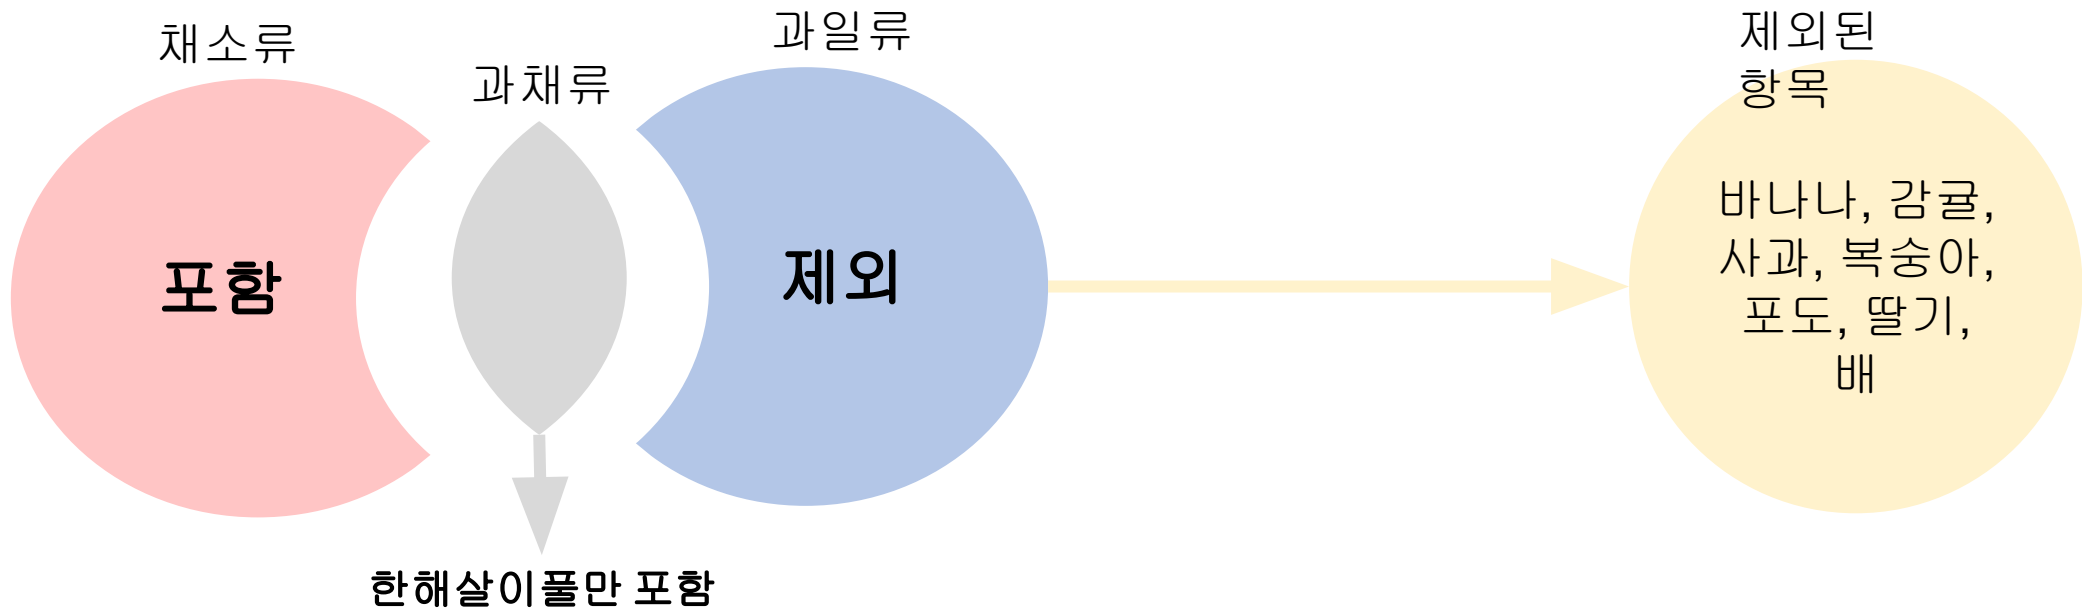 채소류
과채류
과일류
제외된
항목
포함
제외
바나나, 감귤,
사과, 복숭아,
포도, 딸기,
배
한해살이풀만 포함